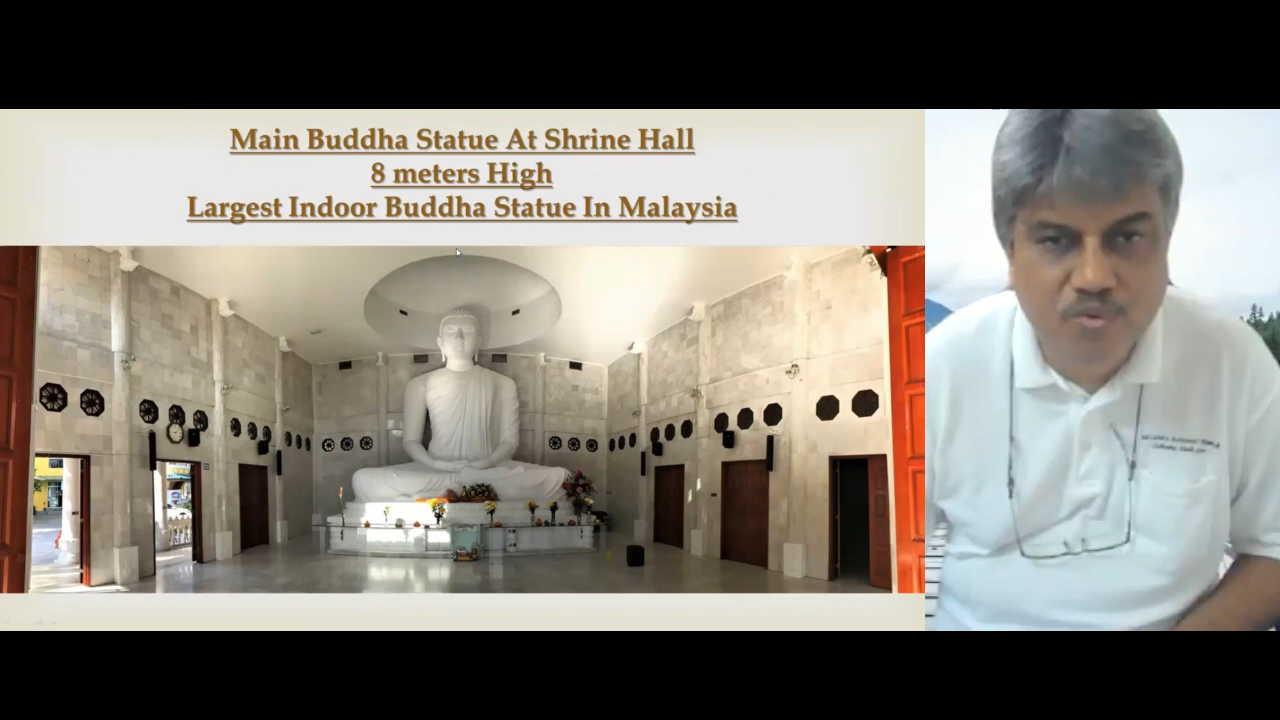 Main Buddha Statue At Shrine Hall
8 meters High
Largest Indoor Buddha Statue In Malaysia